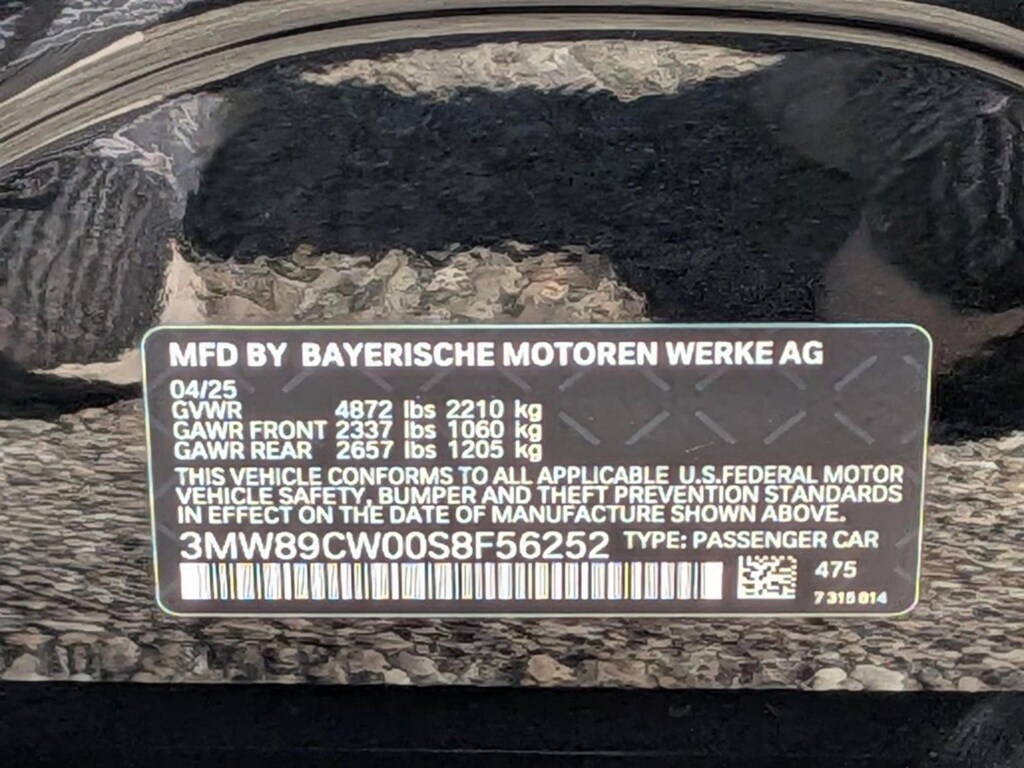 MFD BY BAYERISCHE MOTOREN WERKE AG
04/25
GVWR 4872 lbs 2210 kg
GAWR FRONT 2337 lbs 1060 kg
GAWR REAR 2657 lbs 1205 kg
THIS VEHICLE CONFORMS TO ALL APPLICABLE U.S.FEDERAL MOTOR
VEHICLE SAFETY, BUMPER AND THEFT PREVENTION STANDARDS
IN EFFECT ON THE DATE OF MANUFACTURE SHOWN ABOVE.
3MW89CW00S8F56252 TYPE: PASSENGER CAR
475
7 315 014